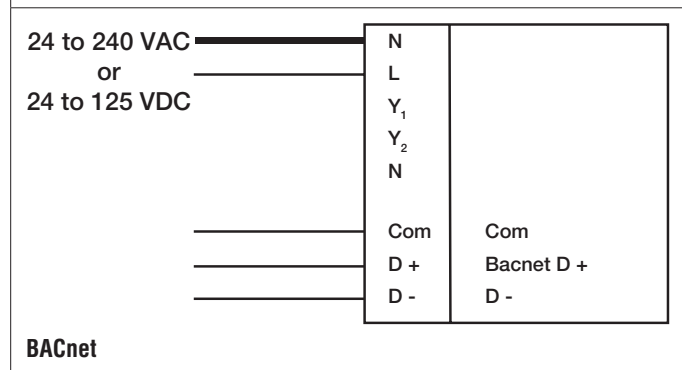 24 to 240 VAC
or
24 to 125 VDC
N
L
Y₁
Y₂
N
Com Com
D + Bacnet D +
D - D -
BACnet